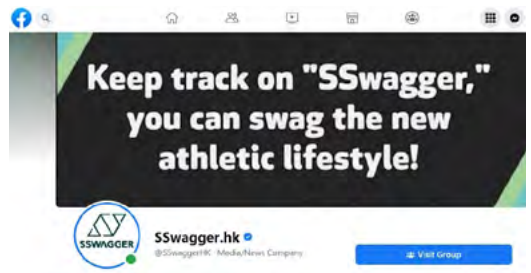 Keep track on "SSwagger,"
you can swag the new
athletic lifestyle!
SSWAGGER
SSwagger.hk
@SSwaggerHK · Media/News Company
Visit Group